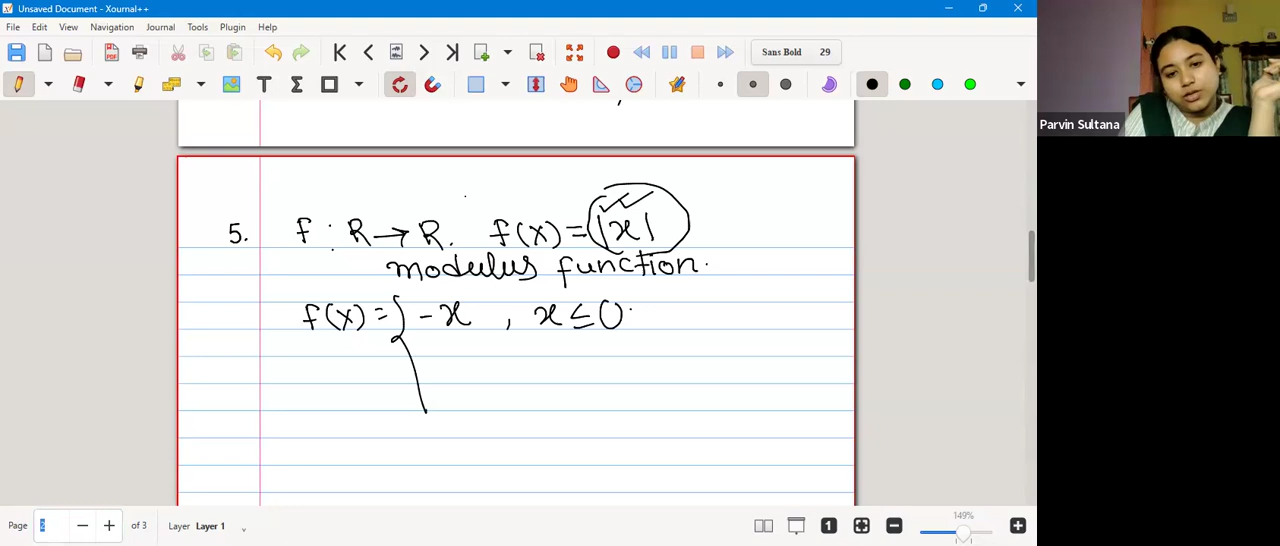 Unsaved Document - Xournal++
File Edit View Navigation Journal Tools Plugin Help
Sans Bold 29
Parvin Sultana
5. f : R → R. f(x) = |x|
modulus function.
f(x) = { -x , x ≤ 0.
Page 2 of 3 Layer Layer 1 149%